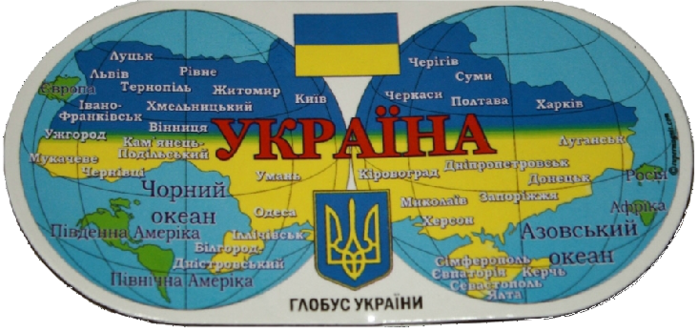 Луцьк
Львів
Рівне
Європа
Тернопіль
Житомир
Івано-
Франківськ
Хмельницький
Київ
Ужгород
Вінниця
Кам'янець-
Подільський
Мукачеве
Чернівці
Умань
Чорний
океан
Одеса
Південна Америка
Іллічівськ
Білгород-
Дністровський
Північна Америка
УКРАЇНА
Чернігів
Суми
Черкаси
Полтава
Харків
Луганськ
Дніпропетровськ
Кіровоград
Донецьк
Росія
Миколаїв
Запоріжжя
Африка
Херсон
Азовський
океан
Сімферополь
Євпаторія
Керчь
Севастополь
Ялта
ГЛОБУС УКРАЇНИ